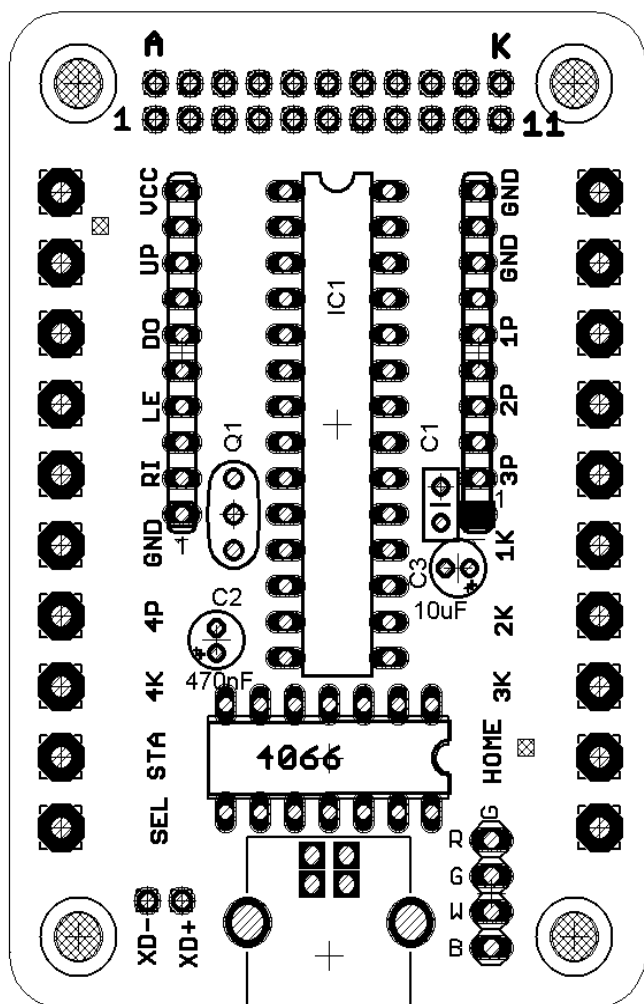 A K
1 11
VCC GND
UP GND
IC1
DO 1P
LE 2P
Q1 C1
RI 3P
1 1
GND 1K
C3
4P C2 10uF 2K
4K 470nF 3K
STA 4066 HOME
SEL G
R
G
W
B
XD- XD+